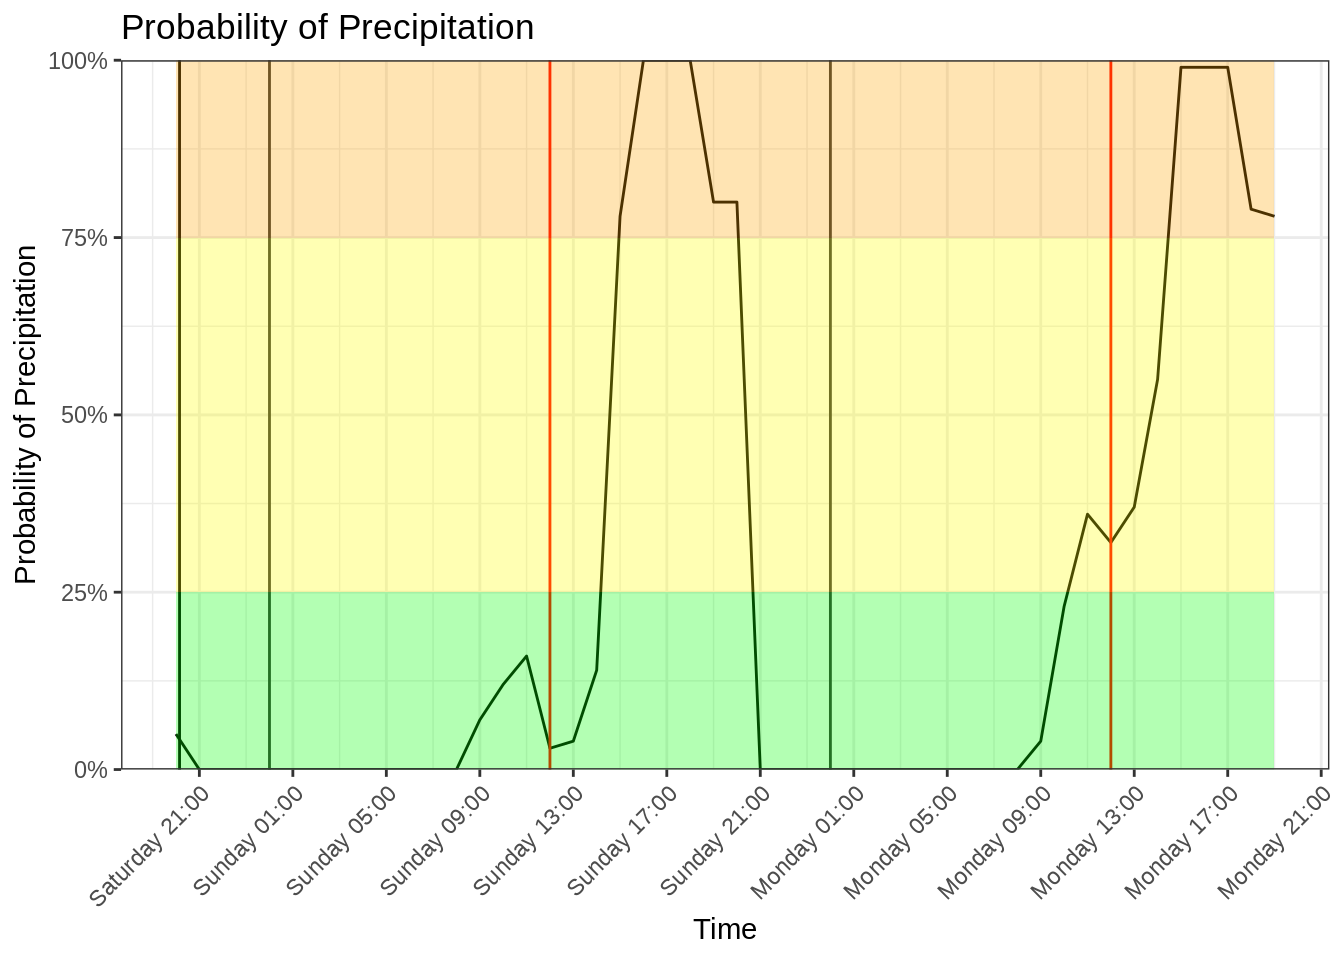 Probability of Precipitation
Probability of Precipitation
100%
75%
50%
25%
0%
Saturday 21:00
Sunday 01:00
Sunday 05:00
Sunday 09:00
Sunday 13:00
Sunday 17:00
Sunday 21:00
Monday 01:00
Monday 05:00
Monday 09:00
Monday 13:00
Monday 17:00
Monday 21:00
Time